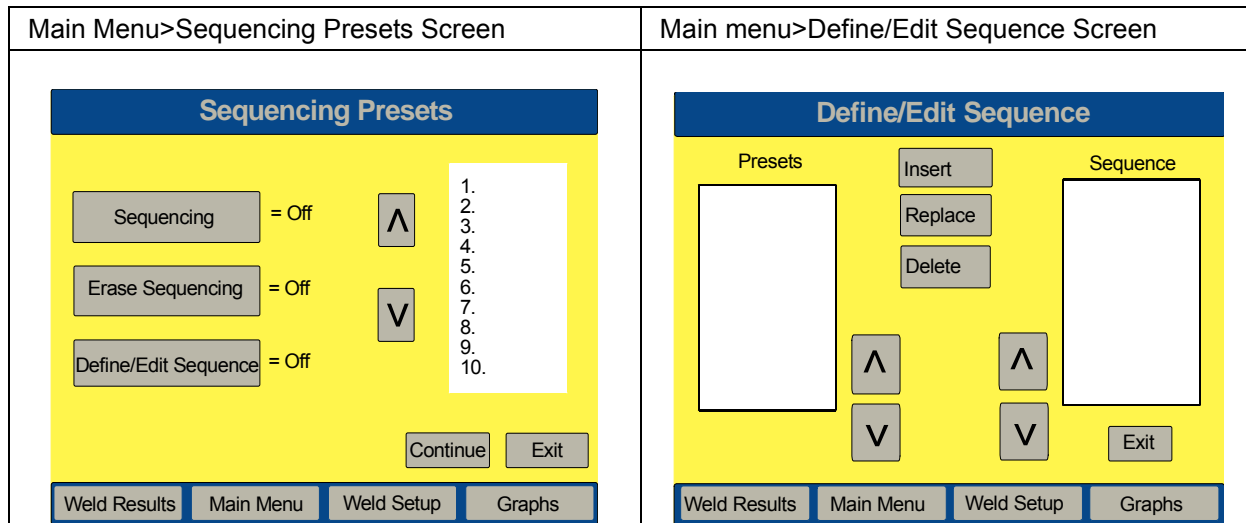 Main Menu>Sequencing Presets Screen
Main menu>Define/Edit Sequence Screen
Sequencing Presets
Sequencing = Off
Erase Sequencing = Off
Define/Edit Sequence = Off
Λ
V
1.
2.
3.
4.
5.
6.
7.
8.
9.
10.
Continue Exit
Weld Results Main Menu Weld Setup Graphs
Define/Edit Sequence
Presets
Insert
Replace
Delete
Sequence
Λ Λ
V V
Exit
Weld Results Main Menu Weld Setup Graphs